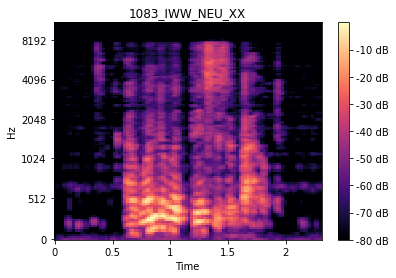 1083_IWW_NEU_XX
Hz
8192
4096
2048
1024
512
0
0 0.5 1 1.5 2
Time
-10 dB
-20 dB
-30 dB
-40 dB
-50 dB
-60 dB
-70 dB
-80 dB